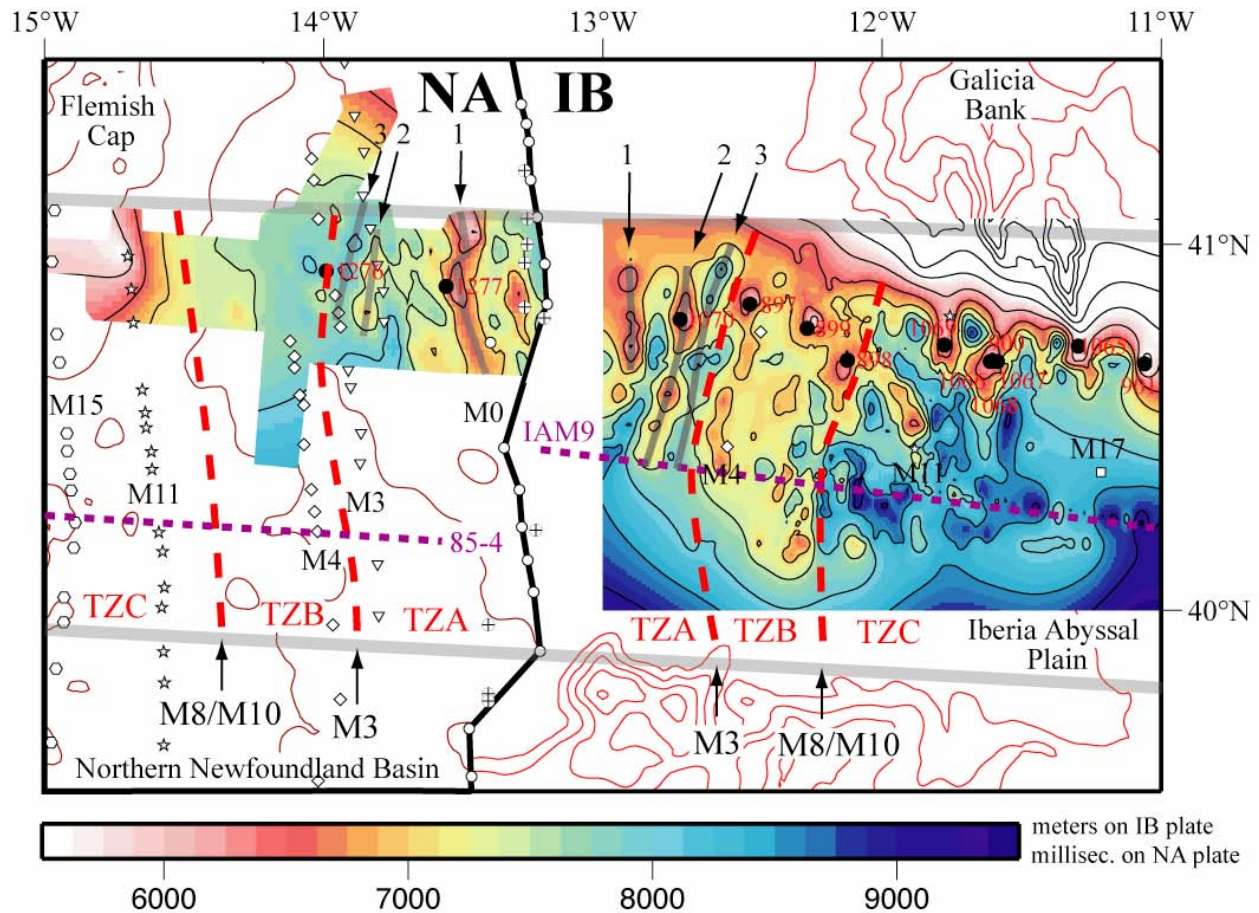 15°W 14°W 13°W 12°W 11°W
Flemish
Cap
NA IB
Galicia
Bank
3 2 1
1 2 3
41°N
1276
1277
1070
897
899
898
1069
1065
901
1067
1068
M15
M0
IAM9
M11
M3
M4
M4
M11
M17
85-4
40°N
TZC TZB TZA
TZA TZB TZC
Iberia Abyssal
Plain
M8/M10
M3
M3
M8/M10
Northern Newfoundland Basin
meters on IB plate
millisec. on NA plate
6000 7000 8000 9000